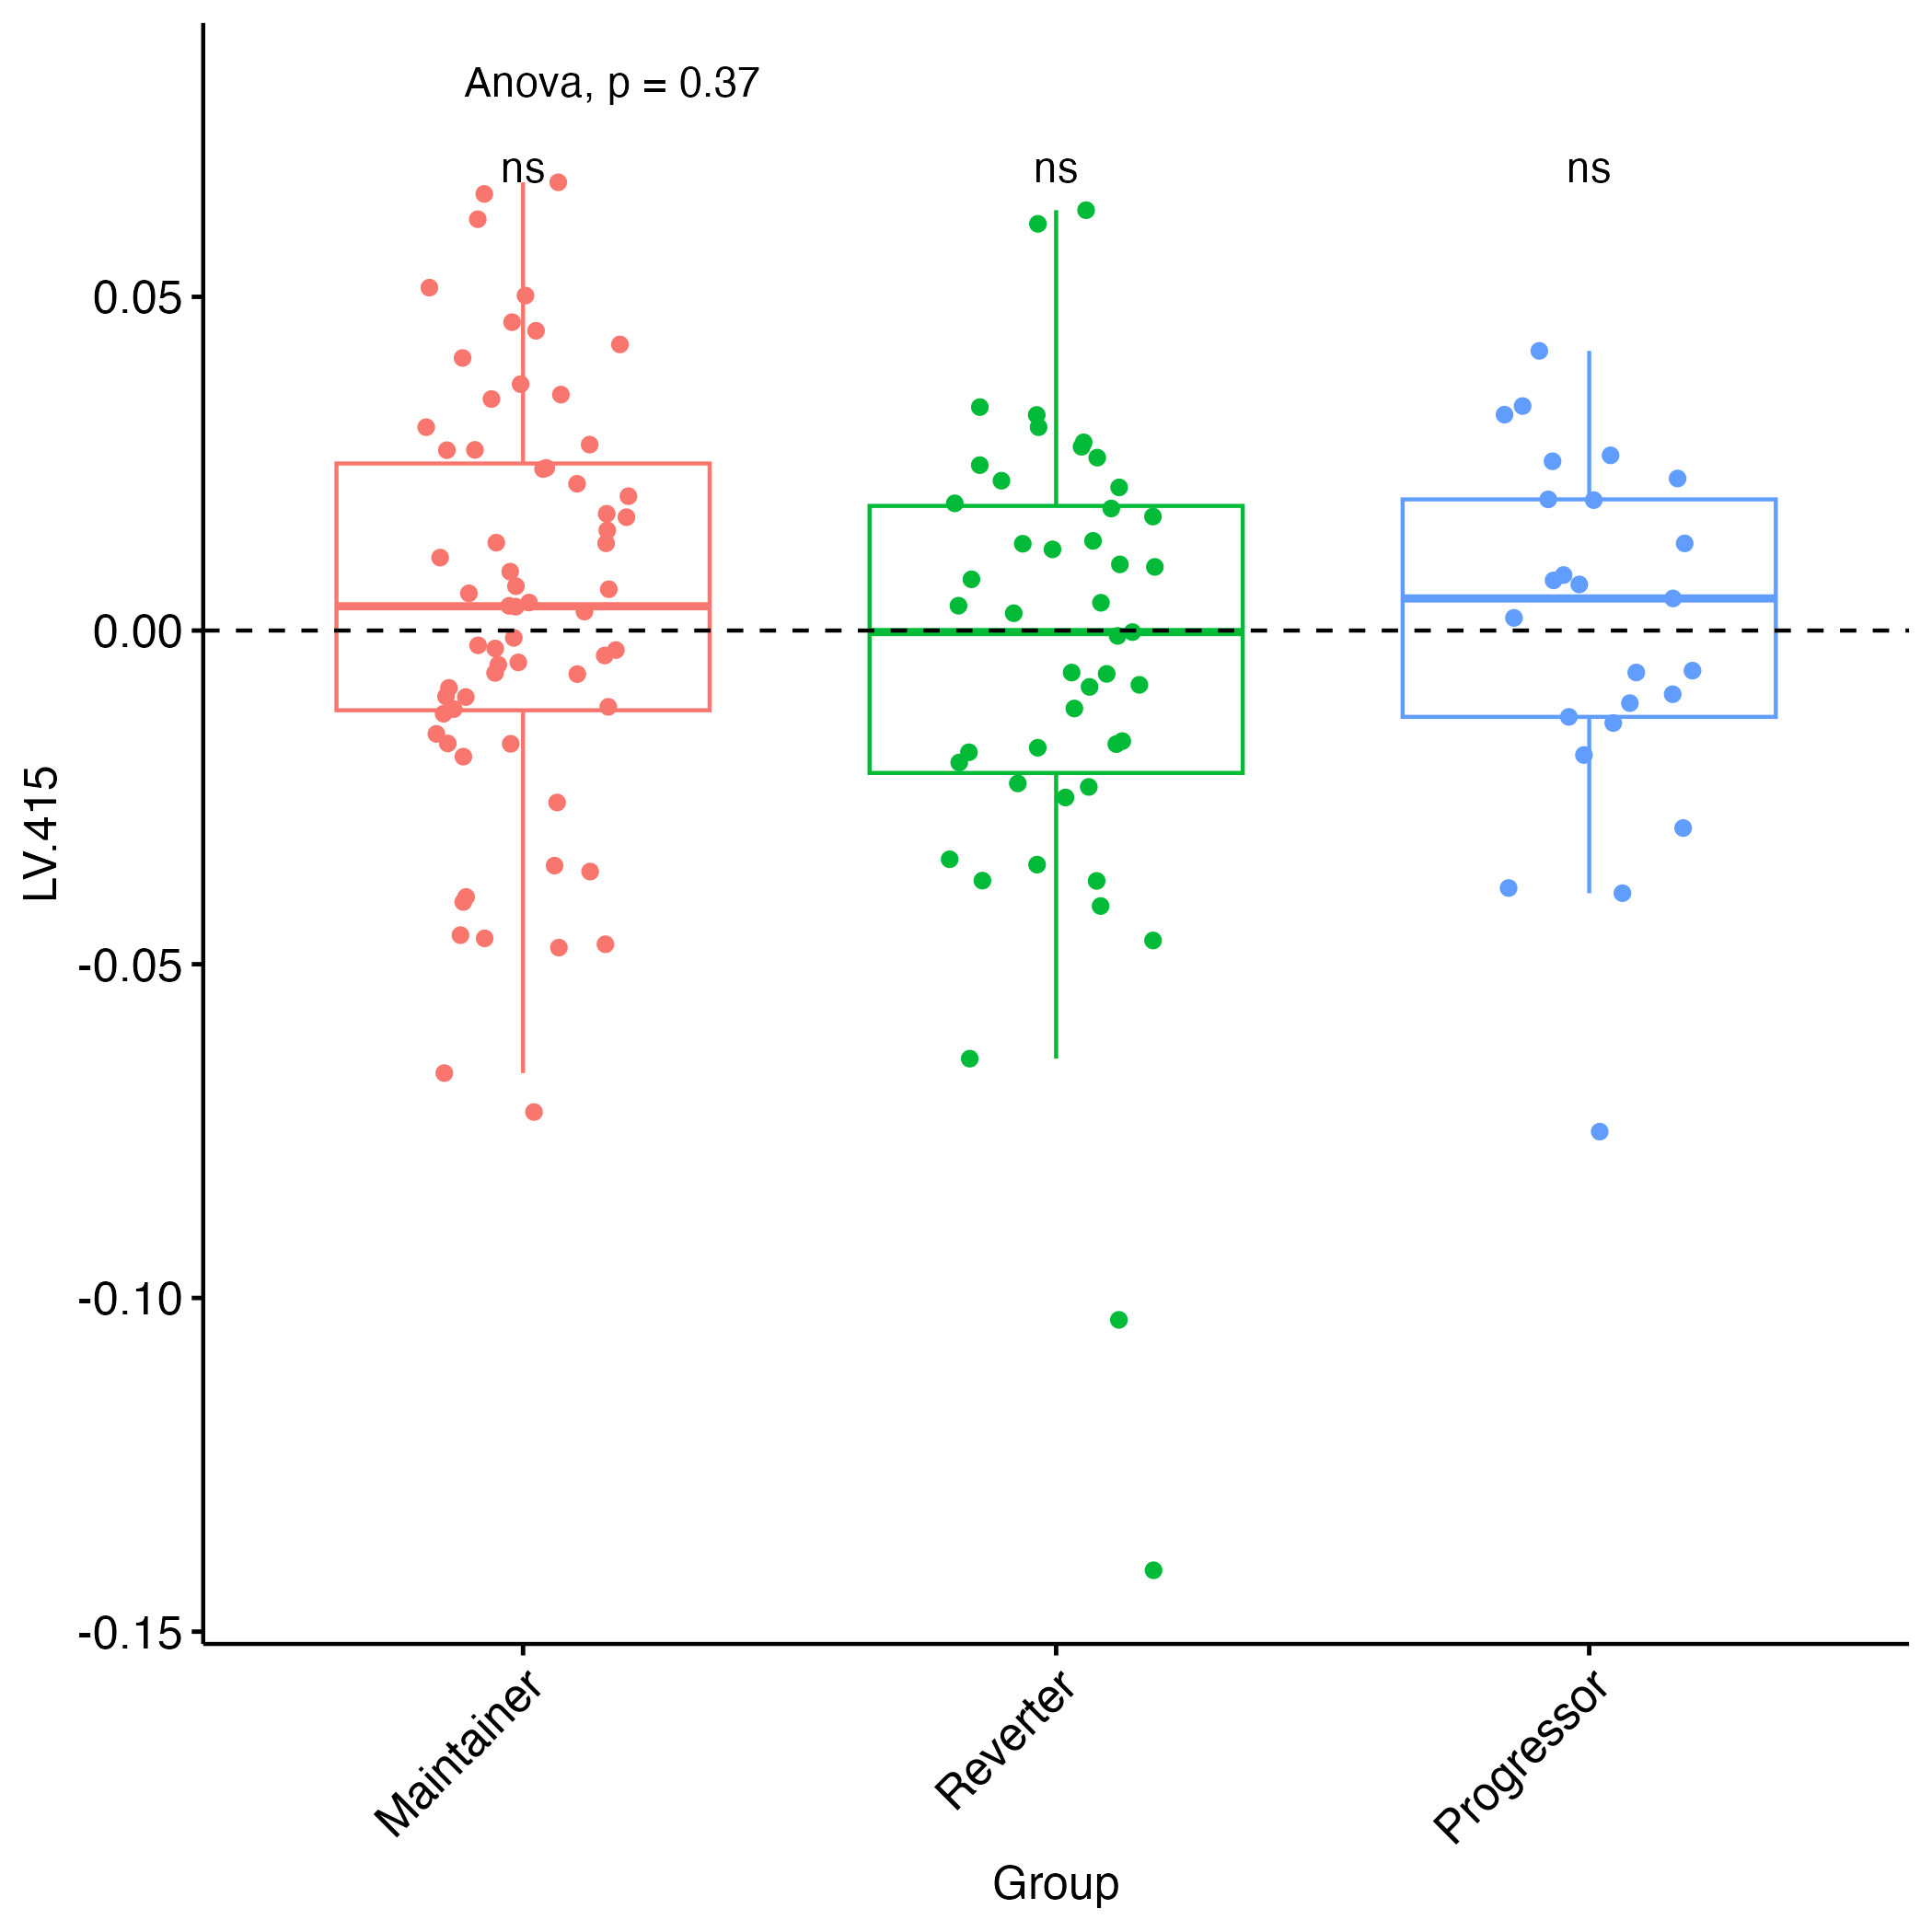 Anova, p = 0.37
ns ns ns
0.05
0.00
-0.05
-0.10
-0.15
LV.415
Maintainer Reverter Progressor
Group